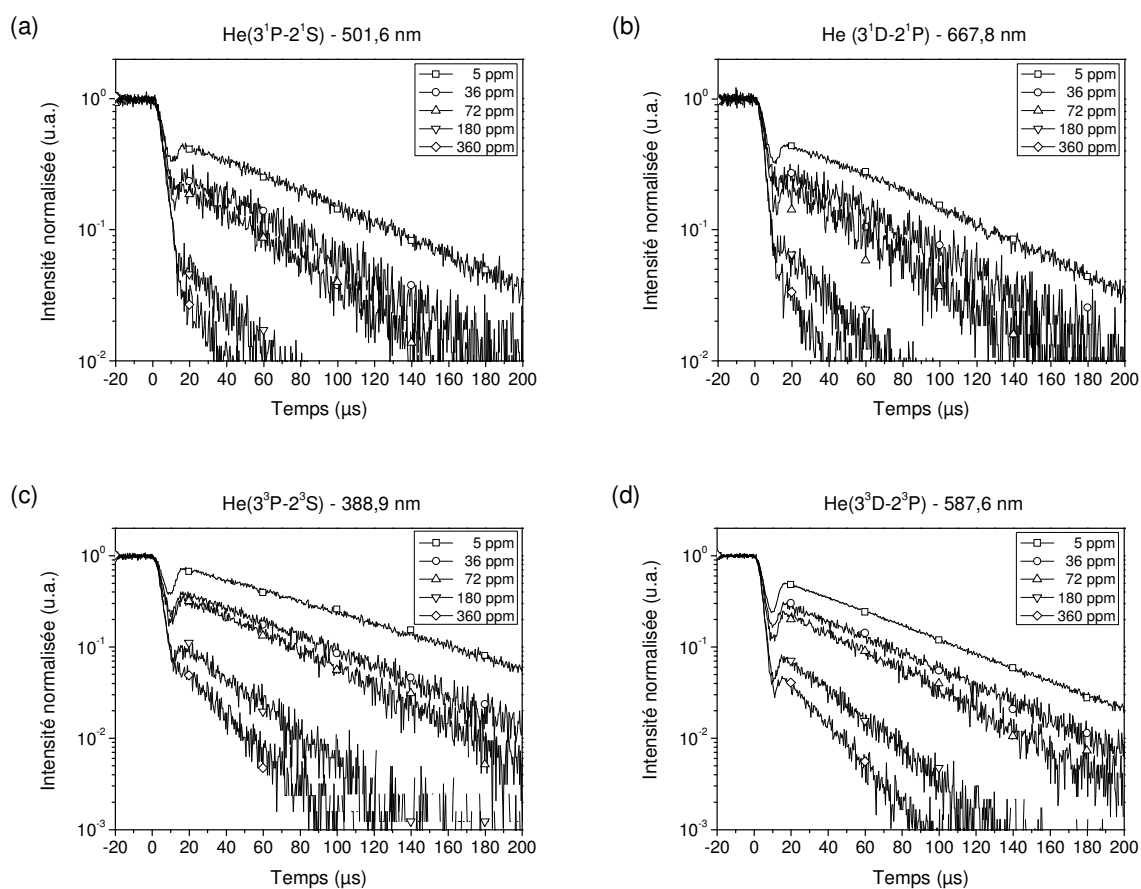 (a)
He(3¹P-2¹S) - 501,6 nm
Intensité normalisée (u.a.)
10⁰
10⁻¹
10⁻²
5 ppm
36 ppm
72 ppm
180 ppm
360 ppm
-20 0 20 40 60 80 100 120 140 160 180 200
Temps (µs)
(b)
He (3¹D-2¹P) - 667,8 nm
Intensité normalisée (u.a.)
10⁰
10⁻¹
10⁻²
5 ppm
36 ppm
72 ppm
180 ppm
360 ppm
-20 0 20 40 60 80 100 120 140 160 180 200
Temps (µs)
(c)
He(3³P-2³S) - 388,9 nm
Intensité normalisée (u.a.)
10⁰
10⁻¹
10⁻²
10⁻³
5 ppm
36 ppm
72 ppm
180 ppm
360 ppm
-20 0 20 40 60 80 100 120 140 160 180 200
Temps (µs)
(d)
He(3³D-2³P) - 587,6 nm
Intensité normalisée (u.a.)
10⁰
10⁻¹
10⁻²
10⁻³
5 ppm
36 ppm
72 ppm
180 ppm
360 ppm
-20 0 20 40 60 80 100 120 140 160 180 200
Temps (µs)